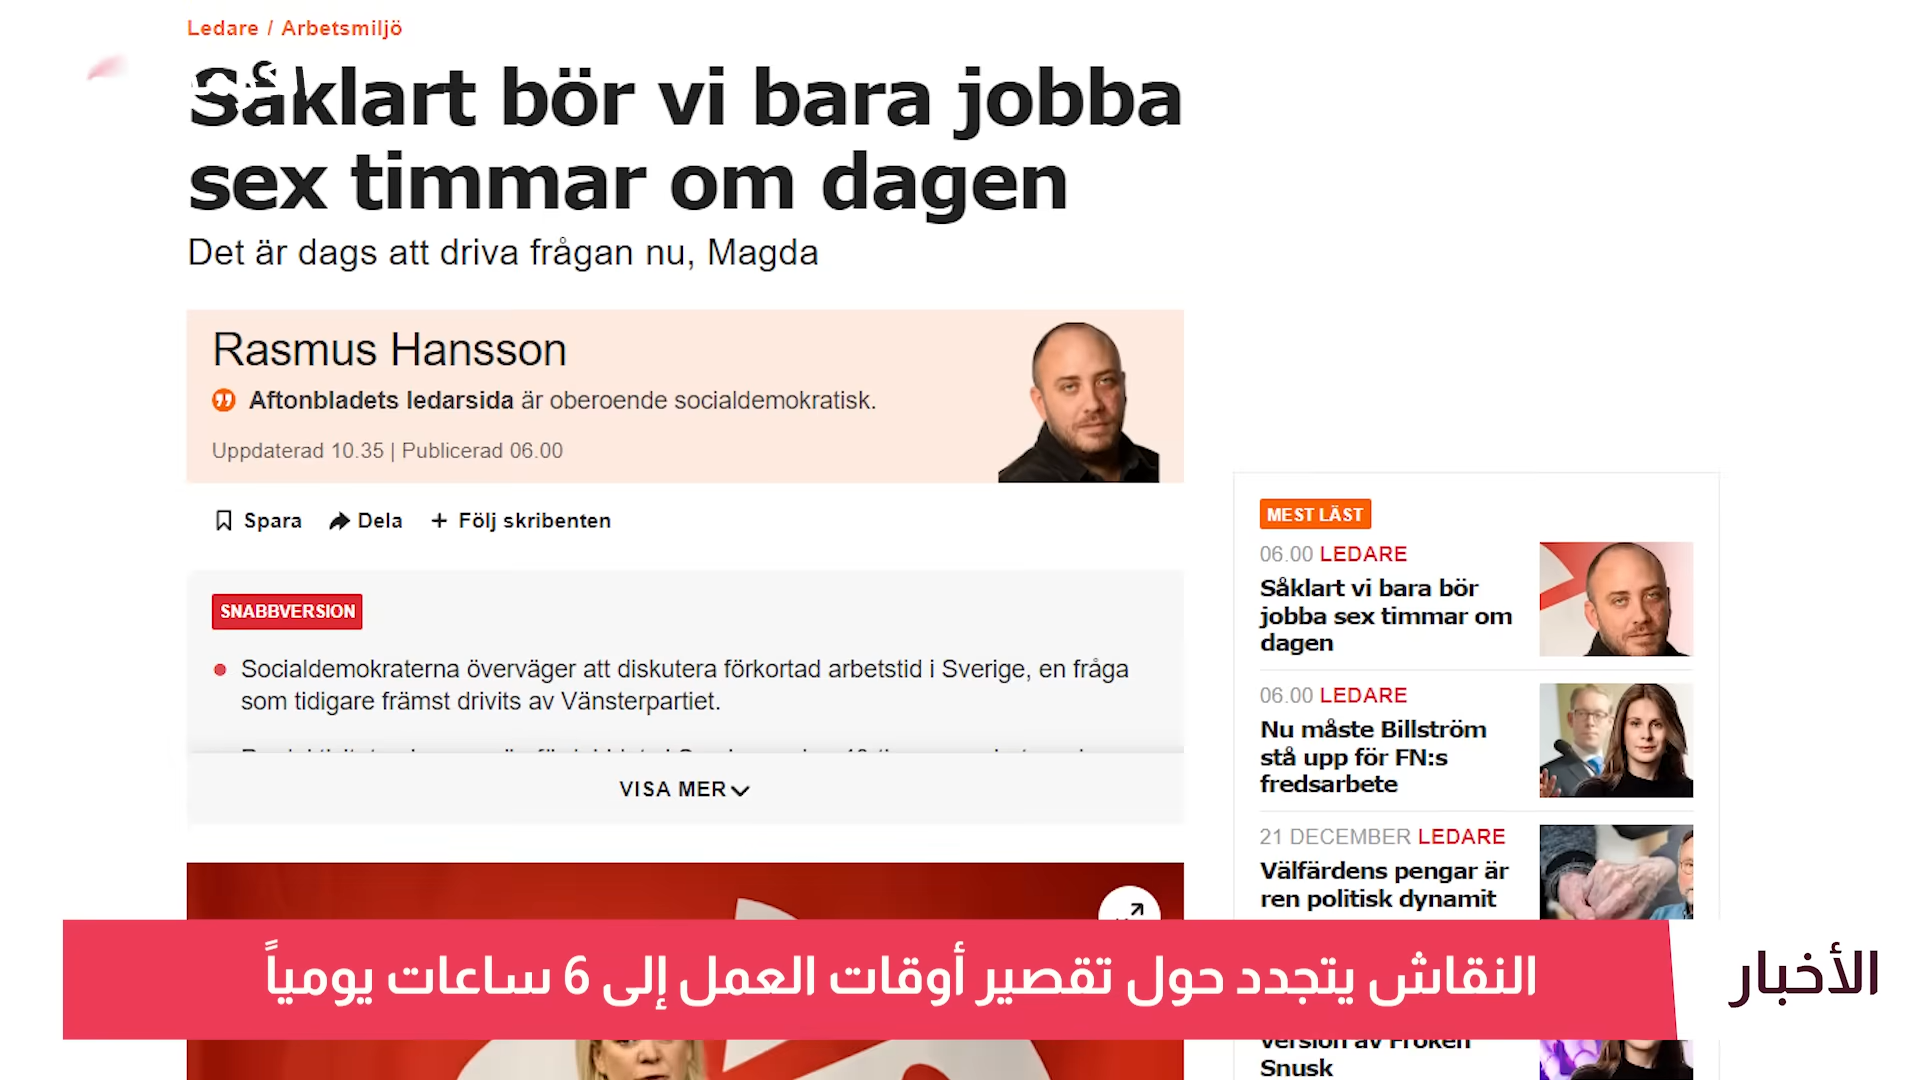 Ledare / Arbetsmiljö
Såklart bör vi bara jobba
sex timmar om dagen
Det är dags att driva frågan nu, Magda
Rasmus Hansson
Aftonbladets ledarsida är oberoende socialdemokratisk.
Uppdaterad 10.35 | Publicerad 06.00
Spara
Dela
+ Följ skribenten
SNABBVERSION
Socialdemokraterna överväger att diskutera förkortad arbetstid i Sverige, en fråga
som tidigare främst drivits av Vänsterpartiet.
VISA MER
MEST LÄST
06.00 LEDARE
Såklart vi bara bör
jobba sex timmar om
dagen
06.00 LEDARE
Nu måste Billström
stå upp för FN:s
fredsarbete
21 DECEMBER LEDARE
Välfärdens pengar är
ren politisk dynamit
version av Fröken
Snusk
النقاش يتجدد حول تقصير أوقات العمل إلى 6 ساعات يومياً
الأخبار